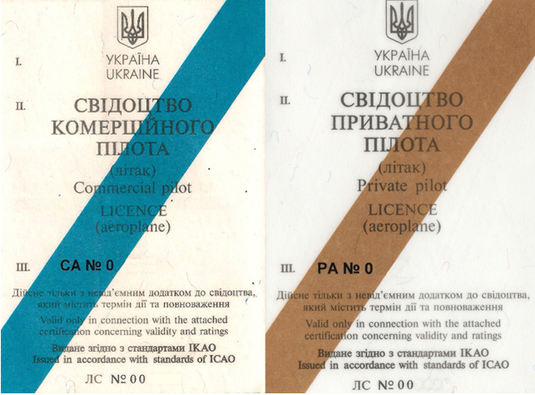 I.
УКРАЇНА
UKRAINE
II.
СВІДОЦТВО
КОМЕРЦІЙНОГО
ПІЛОТА
(літак)
Commercial pilot
LICENCE
(aeroplane)
III.
CA № 0
Дійсне тільки з невід'ємним додатком до свідоцтва,
який містить термін дії та повноваження
Valid only in connection with the attached
certification concerning validity and ratings
Видане згідно з стандартами ІКАО
Issued in accordance with standards of ICAO
ЛС № 00
I.
УКРАЇНА
UKRAINE
II.
СВІДОЦТВО
ПРИВАТНОГО
ПІЛОТА
(літак)
Private pilot
LICENCE
(aeroplane)
III.
PA № 0
Дійсне тільки з невід'ємним додатком до свідоцтва,
який містить термін дії та повноваження
Valid only in connection with the attached
certification concerning validity and ratings
Видане згідно з стандартами ІКАО
Issued in accordance with standards of ICAO
ЛС № 00